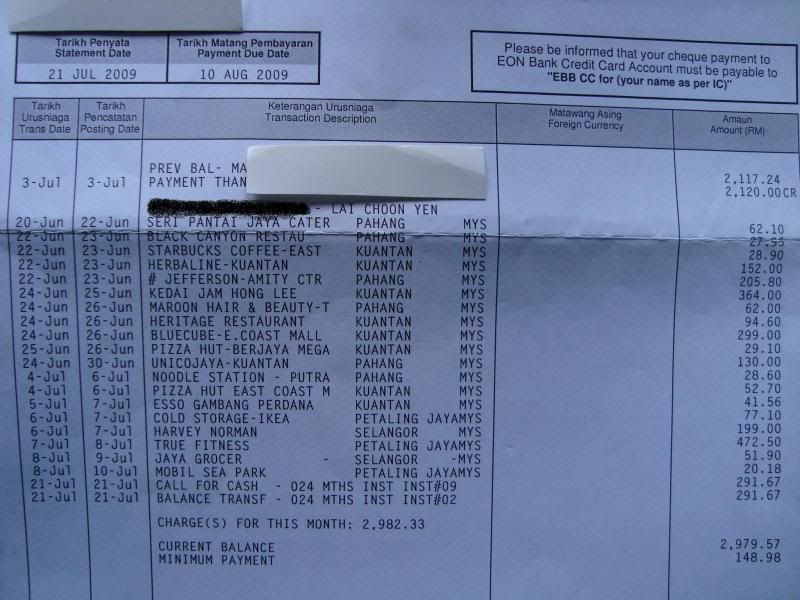 Tarikh Penyata
Statement Date
21 JUL 2009
Tarikh Matang Pembayaran
Payment Due Date
10 AUG 2009
Please be informed that your cheque payment to
EON Bank Credit Card Account must be payable to
"EBB CC for (your name as per IC)"
Tarikh Urusniaga Trans Date
Tarikh Pencatatan Posting Date
Keterangan Urusniaga Transaction Description
Matawang Asing Foreign Currency
Amaun Amount (RM)
PREV BAL- MA 2,117.24
3-Jul 3-Jul PAYMENT THAN 2,120.00CR
- LAI CHOON YEN
20-Jun 22-Jun SERI PANTAI JAYA CATER PAHANG MYS 62.10
22-Jun 23-Jun BLACK CANYON RESTAU PAHANG MYS 27.95
22-Jun 23-Jun STARBUCKS COFFEE-EAST KUANTAN MYS 28.90
22-Jun 23-Jun HERBALINE-KUANTAN KUANTAN MYS 152.00
22-Jun 23-Jun # JEFFERSON-AMITY CTR PAHANG MYS 205.80
24-Jun 25-Jun KEDAI JAM HONG LEE KUANTAN MYS 364.00
24-Jun 26-Jun MAROON HAIR & BEAUTY-T PAHANG MYS 62.00
24-Jun 26-Jun HERITAGE RESTAURANT KUANTAN MYS 94.60
24-Jun 26-Jun BLUECUBE-E.COAST MALL KUANTAN MYS 299.00
25-Jun 26-Jun PIZZA HUT-BERJAYA MEGA KUANTAN MYS 29.10
24-Jun 30-Jun UNICOJAYA-KUANTAN PAHANG MYS 130.00
4-Jul 6-Jul NOODLE STATION - PUTRA PAHANG MYS 28.60
4-Jul 6-Jul PIZZA HUT EAST COAST M KUANTAN MYS 52.70
5-Jul 7-Jul ESSO GAMBANG PERDANA KUANTAN MYS 41.56
6-Jul 7-Jul COLD STORAGE-IKEA PETALING JAYAMYS 77.10
6-Jul 7-Jul HARVEY NORMAN SELANGOR MYS 199.00
7-Jul 8-Jul TRUE FITNESS PETALING JAYAMYS 472.50
8-Jul 9-Jul JAYA GROCER - SELANGOR -MYS 51.90
8-Jul 10-Jul MOBIL SEA PARK PETALING JAYAMYS 20.18
21-Jul 21-Jul CALL FOR CASH - 024 MTHS INST INST#09 291.67
21-Jul 21-Jul BALANCE TRANSF - 024 MTHS INST INST#02 291.67
CHARGE(S) FOR THIS MONTH: 2,982.33
CURRENT BALANCE 2,979.57
MINIMUM PAYMENT 148.98